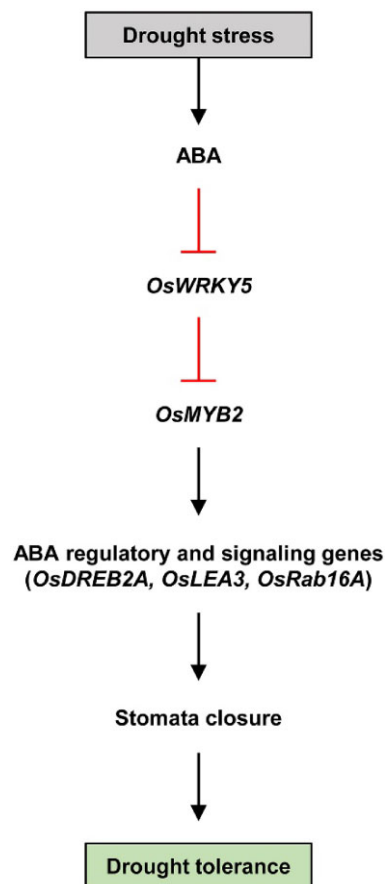 Drought stress
ABA
OsWRKY5
OsMYB2
ABA regulatory and signaling genes
(OsDREB2A, OsLEA3, OsRab16A)
Stomata closure
Drought tolerance